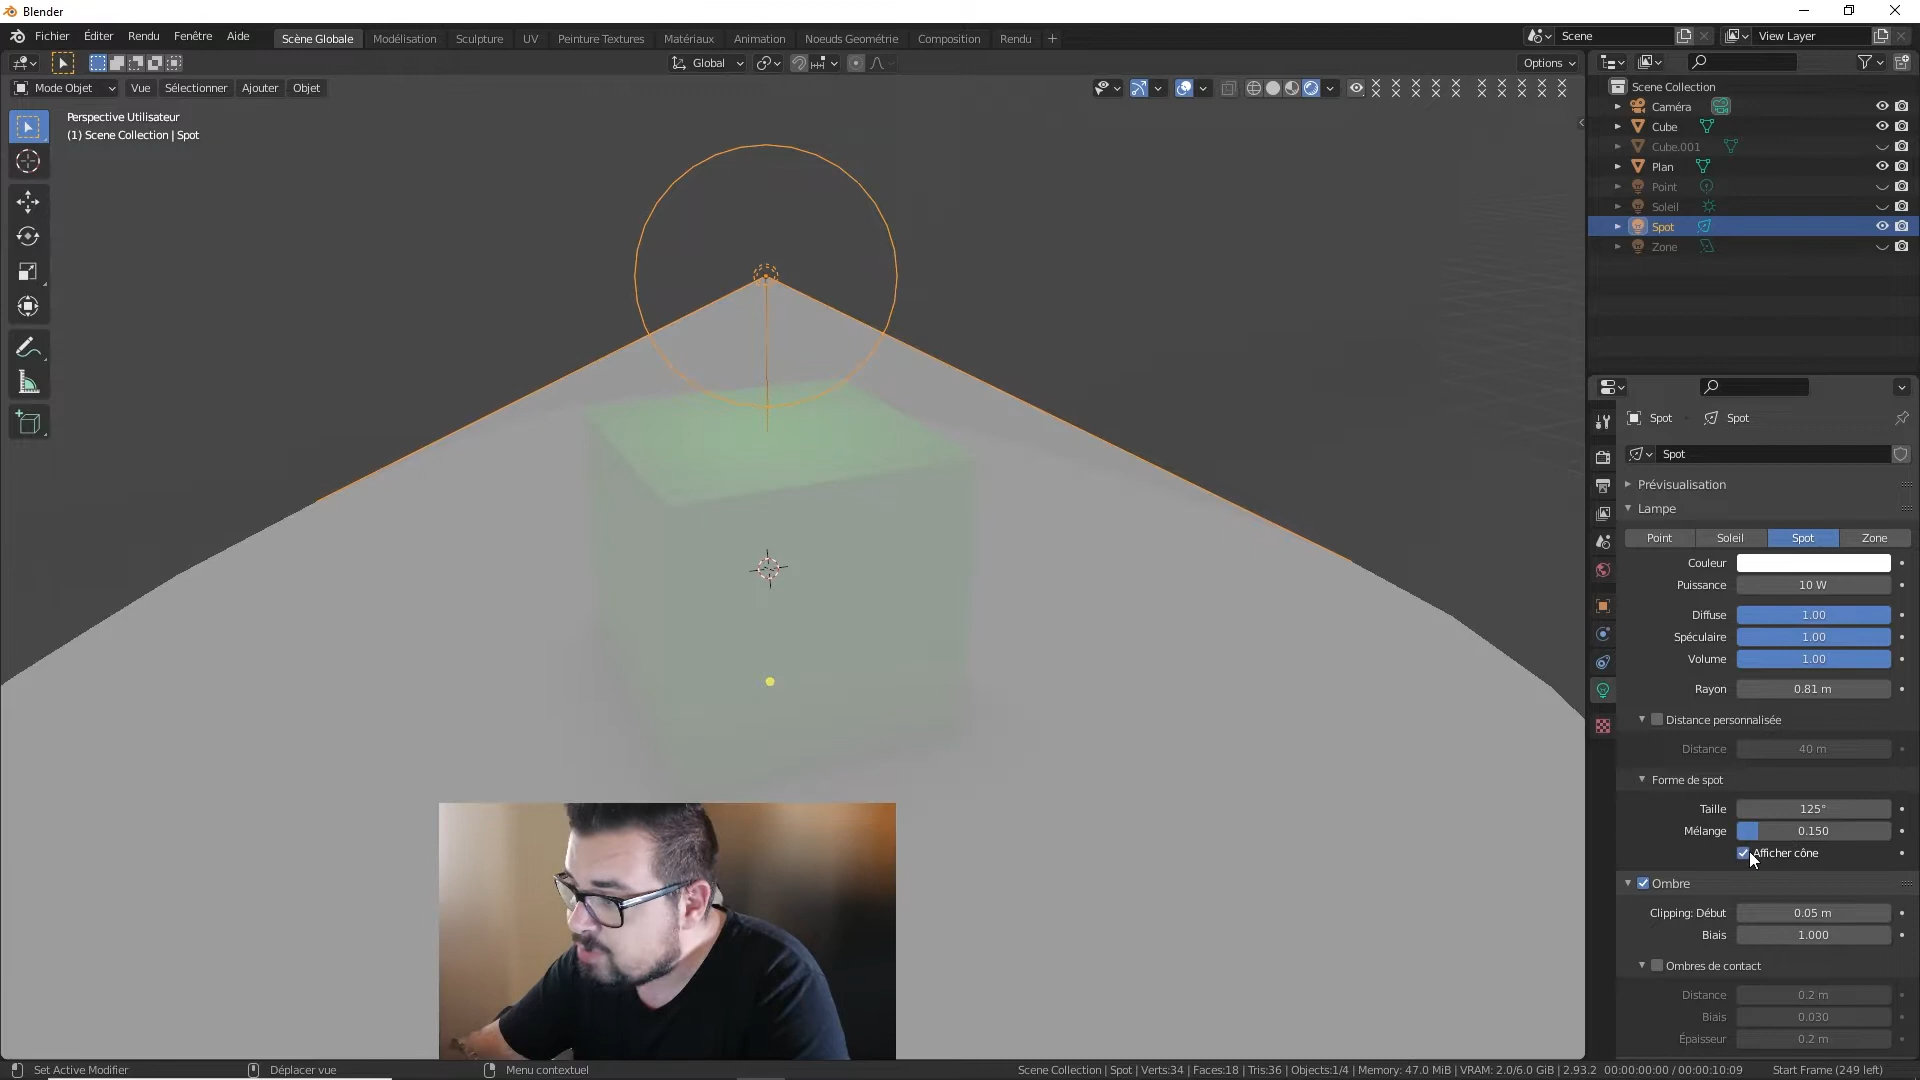 Blender
Fichier Éditer Rendu Fenêtre Aide Scène Globale Modélisation Sculpture UV Peinture Textures Matériaux Animation Noeuds Geométrie Composition Rendu + Scene View Layer
Global Options
Mode Objet Vue Sélectionner Ajouter Objet
Perspective Utilisateur
(1) Scene Collection | Spot
Scene Collection
Caméra
Cube
Cube.001
Plan
Point
Soleil
Spot
Zone
Spot Spot
Spot
Prévisualisation
Lampe
Point Soleil Spot Zone
Couleur
Puissance 10 W
Diffuse 1.00
Spéculaire 1.00
Volume 1.00
Rayon 0.81 m
Distance personnalisée
Distance 40 m
Forme de spot
Taille 125°
Mélange 0.150
Afficher cône
Ombre
Clipping: Début 0.05 m
Biais 1.000
Ombres de contact
Distance 0.2 m
Biais 0.030
Épaisseur 0.2 m
Set Active Modifier Déplacer vue Menu contextuel Scene Collection | Spot | Verts:34 | Faces:18 | Tris:36 | Objects:1/4 | Memory: 47.0 MiB | VRAM: 2.0/6.0 GiB | 2.93.2 00:00:00:00 / 00:00:10:09 Start Frame (249 left)